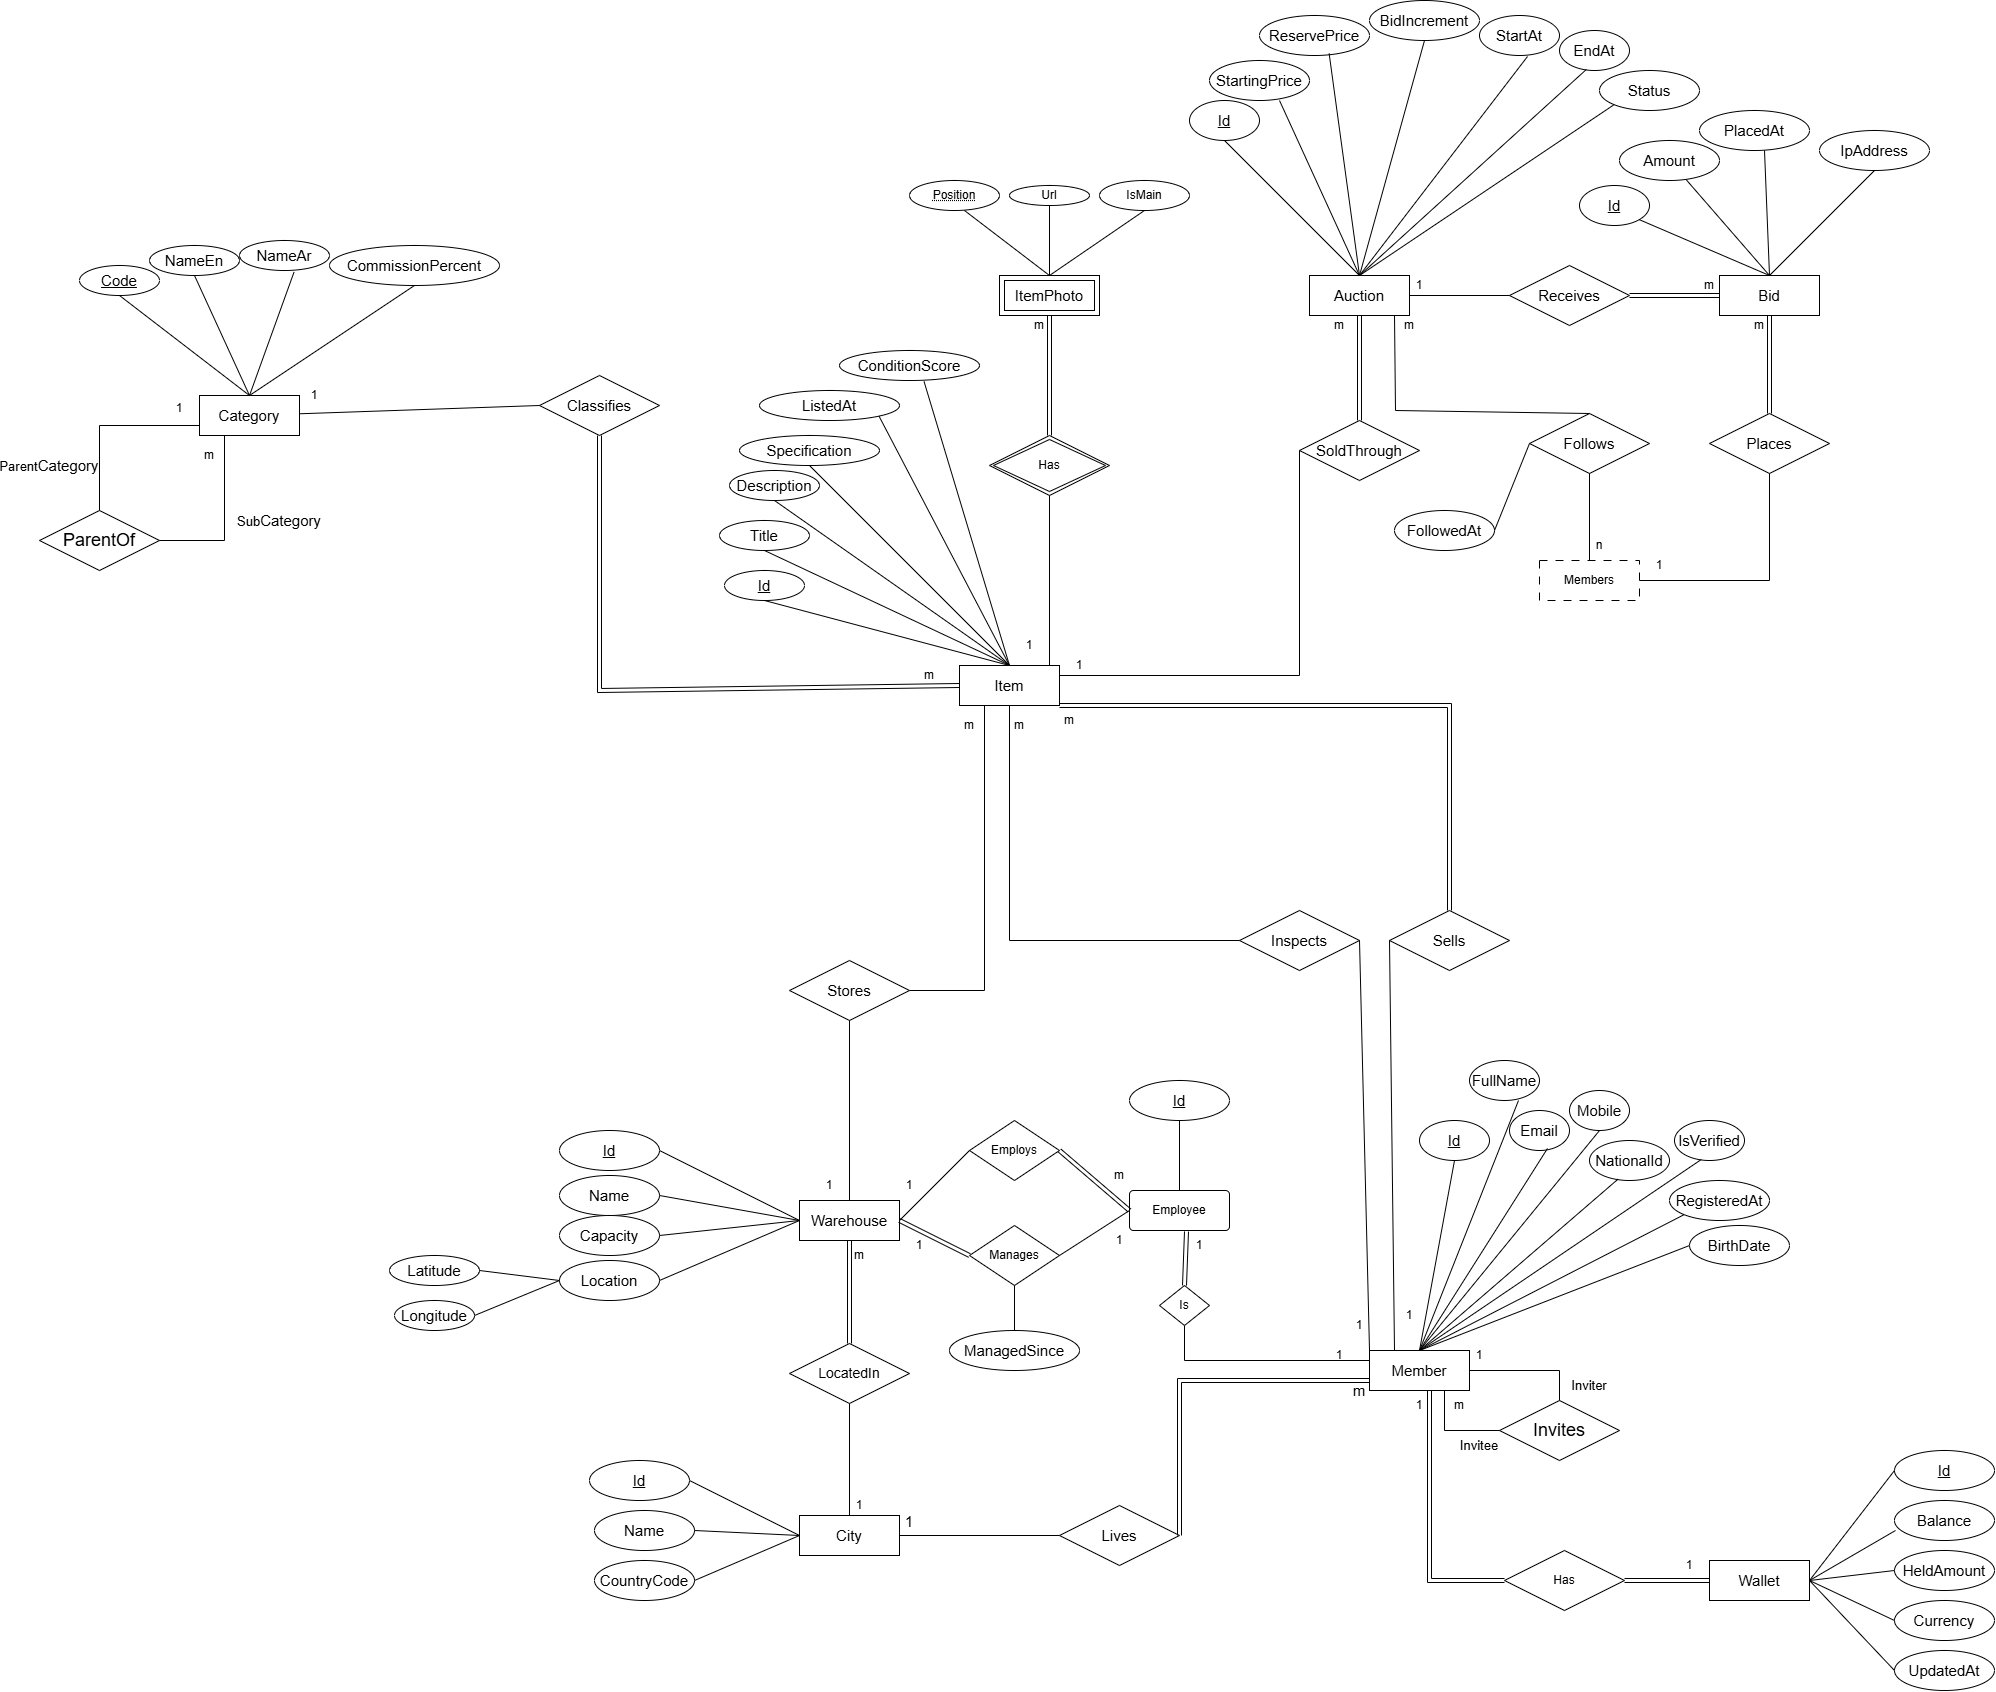 BidIncrement
ReservePrice
StartAt
EndAt
StartingPrice
Status
Id
PlacedAt
IpAddress
Amount
Id
Position
Url
IsMain
NameEn
NameAr
CommissionPercent
Code
ItemPhoto
Auction
1
Receives
m
Bid
m
m
m
m
ConditionScore
1
Category
1
Classifies
ListedAt
m
ParentCategory
Specification
Has
SoldThrough
Follows
Places
Description
SubCategory
ParentOf
Title
FollowedAt
n
1
Members
Id
1
1
m
Item
m
m
m
Inspects
Sells
Stores
FullName
Id
Mobile
Email
Id
IsVerified
NationalId
Id
Employs
m
1
1
Name
RegisteredAt
Employee
Warehouse
Capacity
1
1
1
BirthDate
m
Manages
Latitude
Location
Is
Longitude
1
1
ManagedSince
1
1
Member
Inviter
LocatedIn
m
1
m
Invites
Invitee
Id
Id
1
1
Balance
Name
City
Lives
1
HeldAmount
CountryCode
Has
Wallet
Currency
UpdatedAt